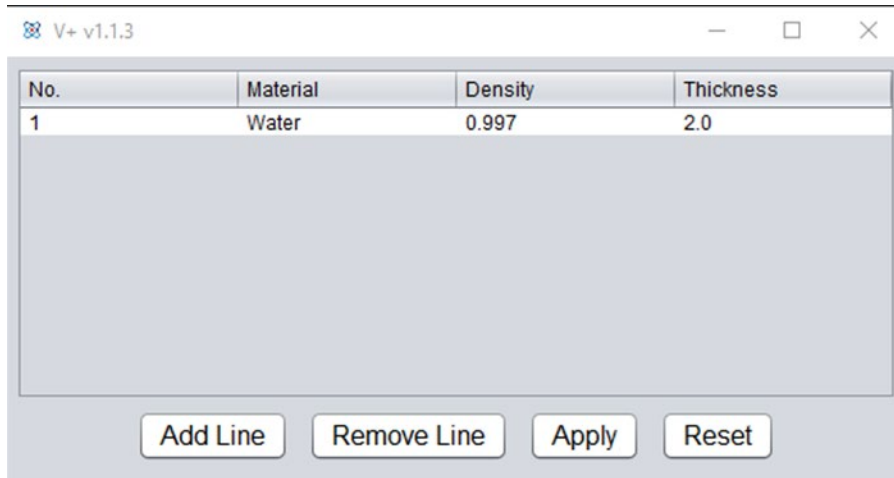 V+ v1.1.3
No. Material Density Thickness
1 Water 0.997 2.0
Add Line Remove Line Apply Reset